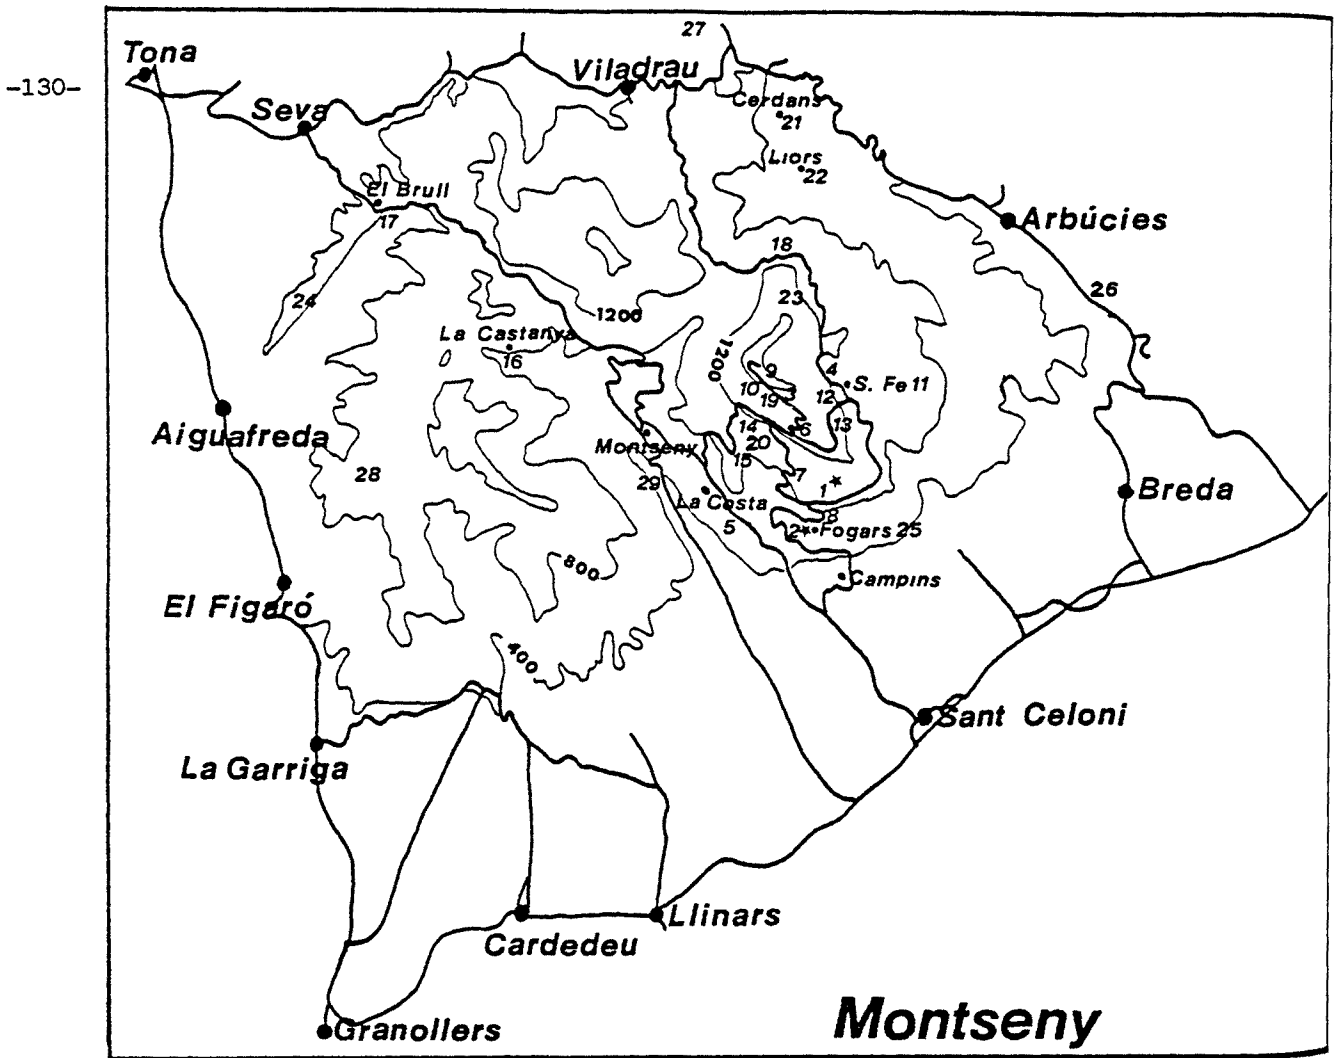 -130-
27
Tona
Viladrau
Cerdans
21
Seva
Liors
22
El Brull
17
Arbúcies
18
24
23
26
1200
La Castanya
16
1200
9
4
S. Fe 11
10
19
3
12
Aiguafreda
14
6
13
Montseny
20
15
28
7
29
1
Breda
La Costa
5
8
2
Fogars 25
800
Campins
El Figaró
400
Sant Celoni
La Garriga
Llinars
Cardedeu
Montseny
Granollers